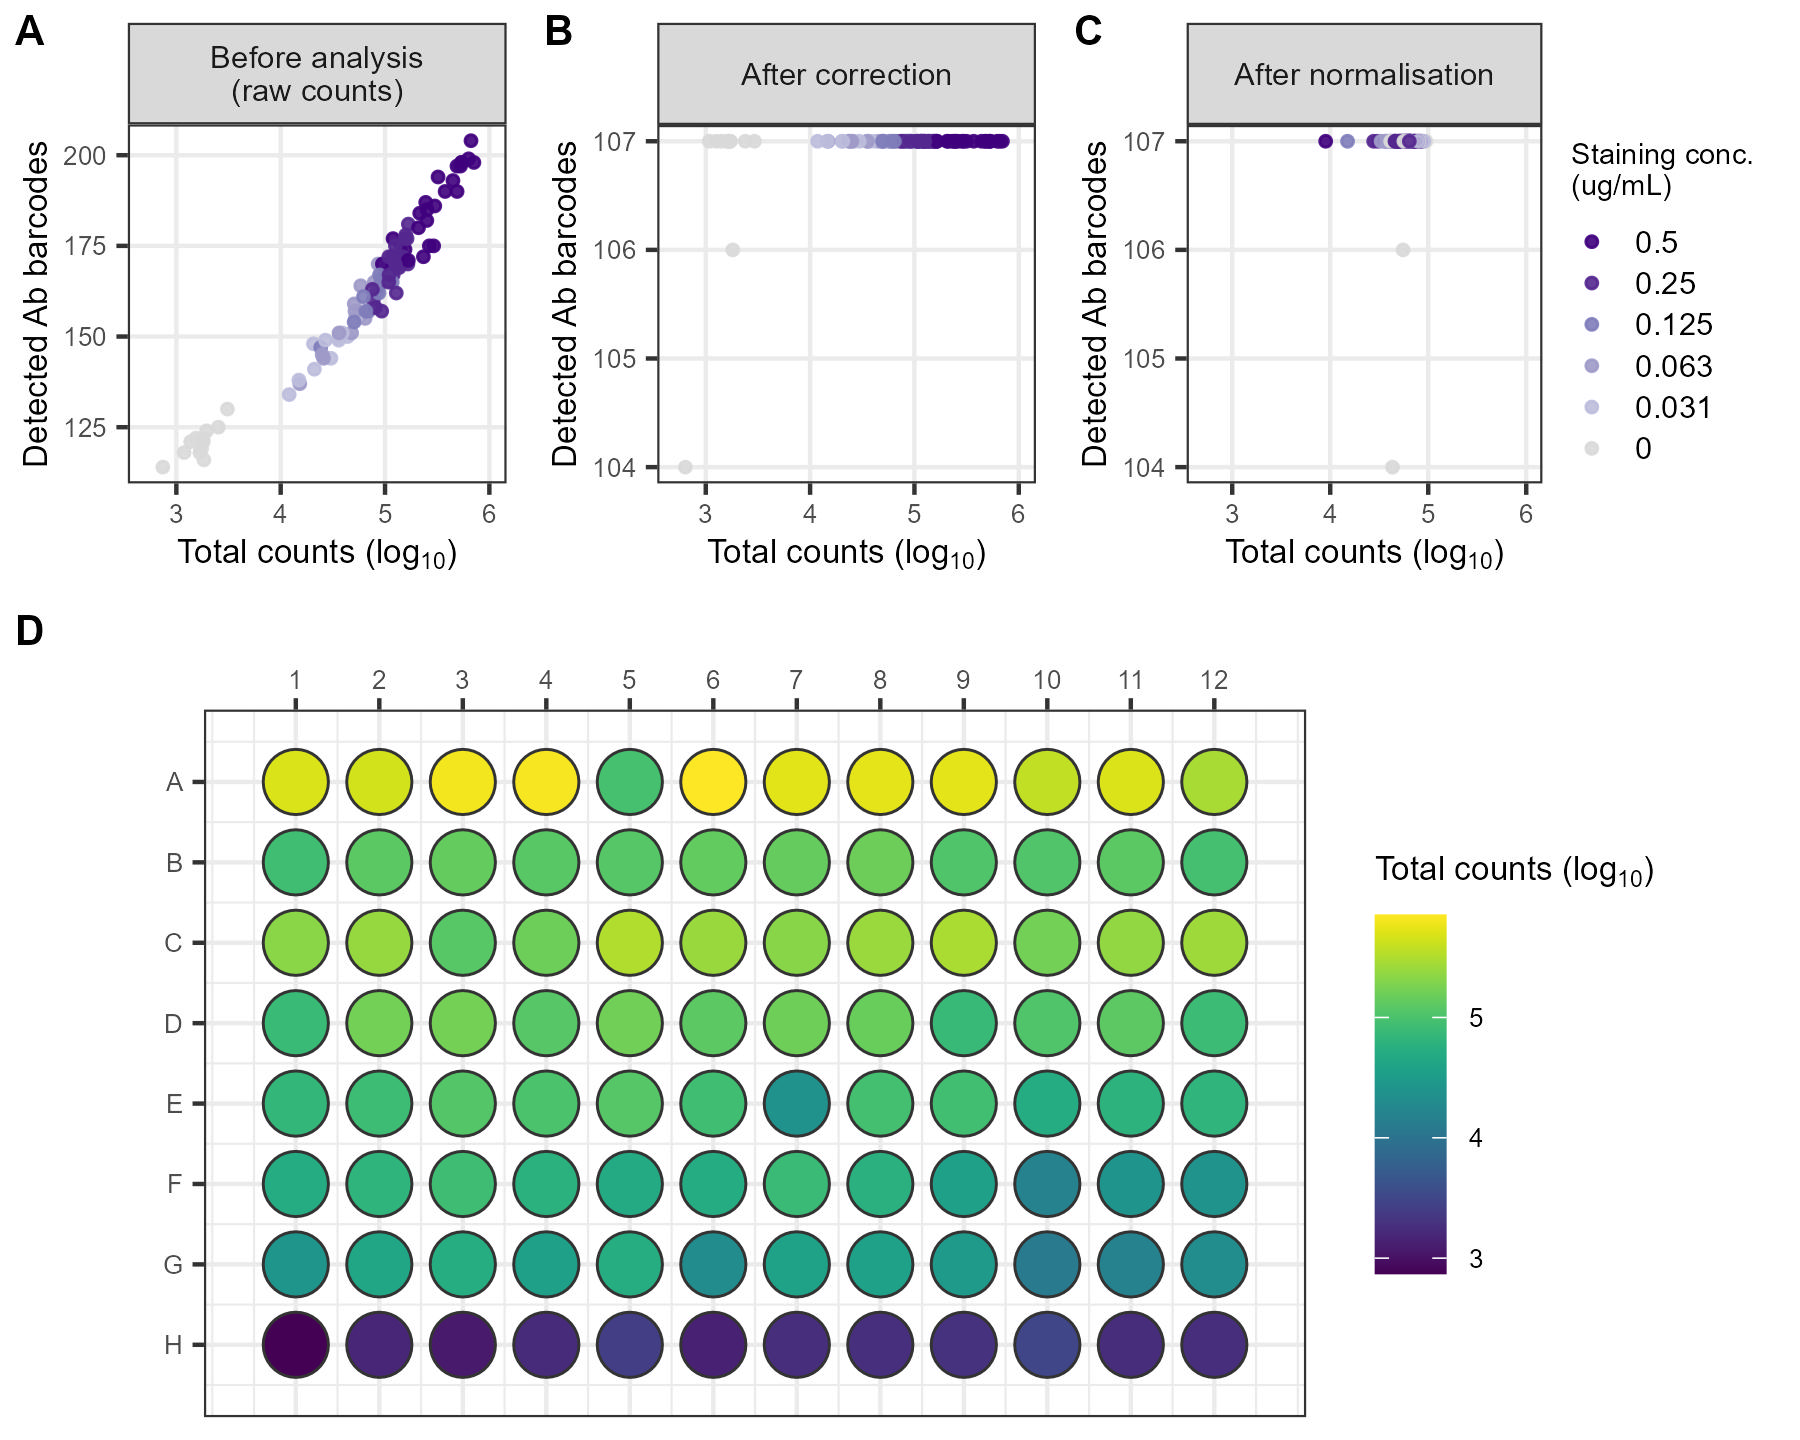 A
B
C
Before analysis
(raw counts)
After correction
After normalisation
Detected Ab barcodes
200
175
150
125
3 4 5 6
Total counts (log10)
Detected Ab barcodes
107
106
105
104
3 4 5 6
Total counts (log10)
Detected Ab barcodes
107
106
105
104
3 4 5 6
Total counts (log10)
Staining conc.
(ug/mL)
0.5
0.25
0.125
0.063
0.031
0
D
1 2 3 4 5 6 7 8 9 10 11 12
A
B
C
D
E
F
G
H
Total counts (log10)
5
4
3